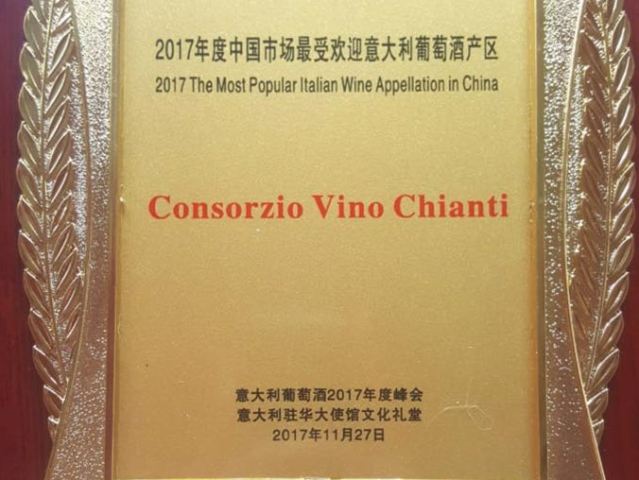 2017年度中国市场最受欢迎意大利葡萄酒产区
2017 The Most Popular Italian Wine Appellation in China
Consorzio Vino Chianti
意大利葡萄酒2017年度峰会
意大利驻华大使馆文化礼堂
2017年11月27日